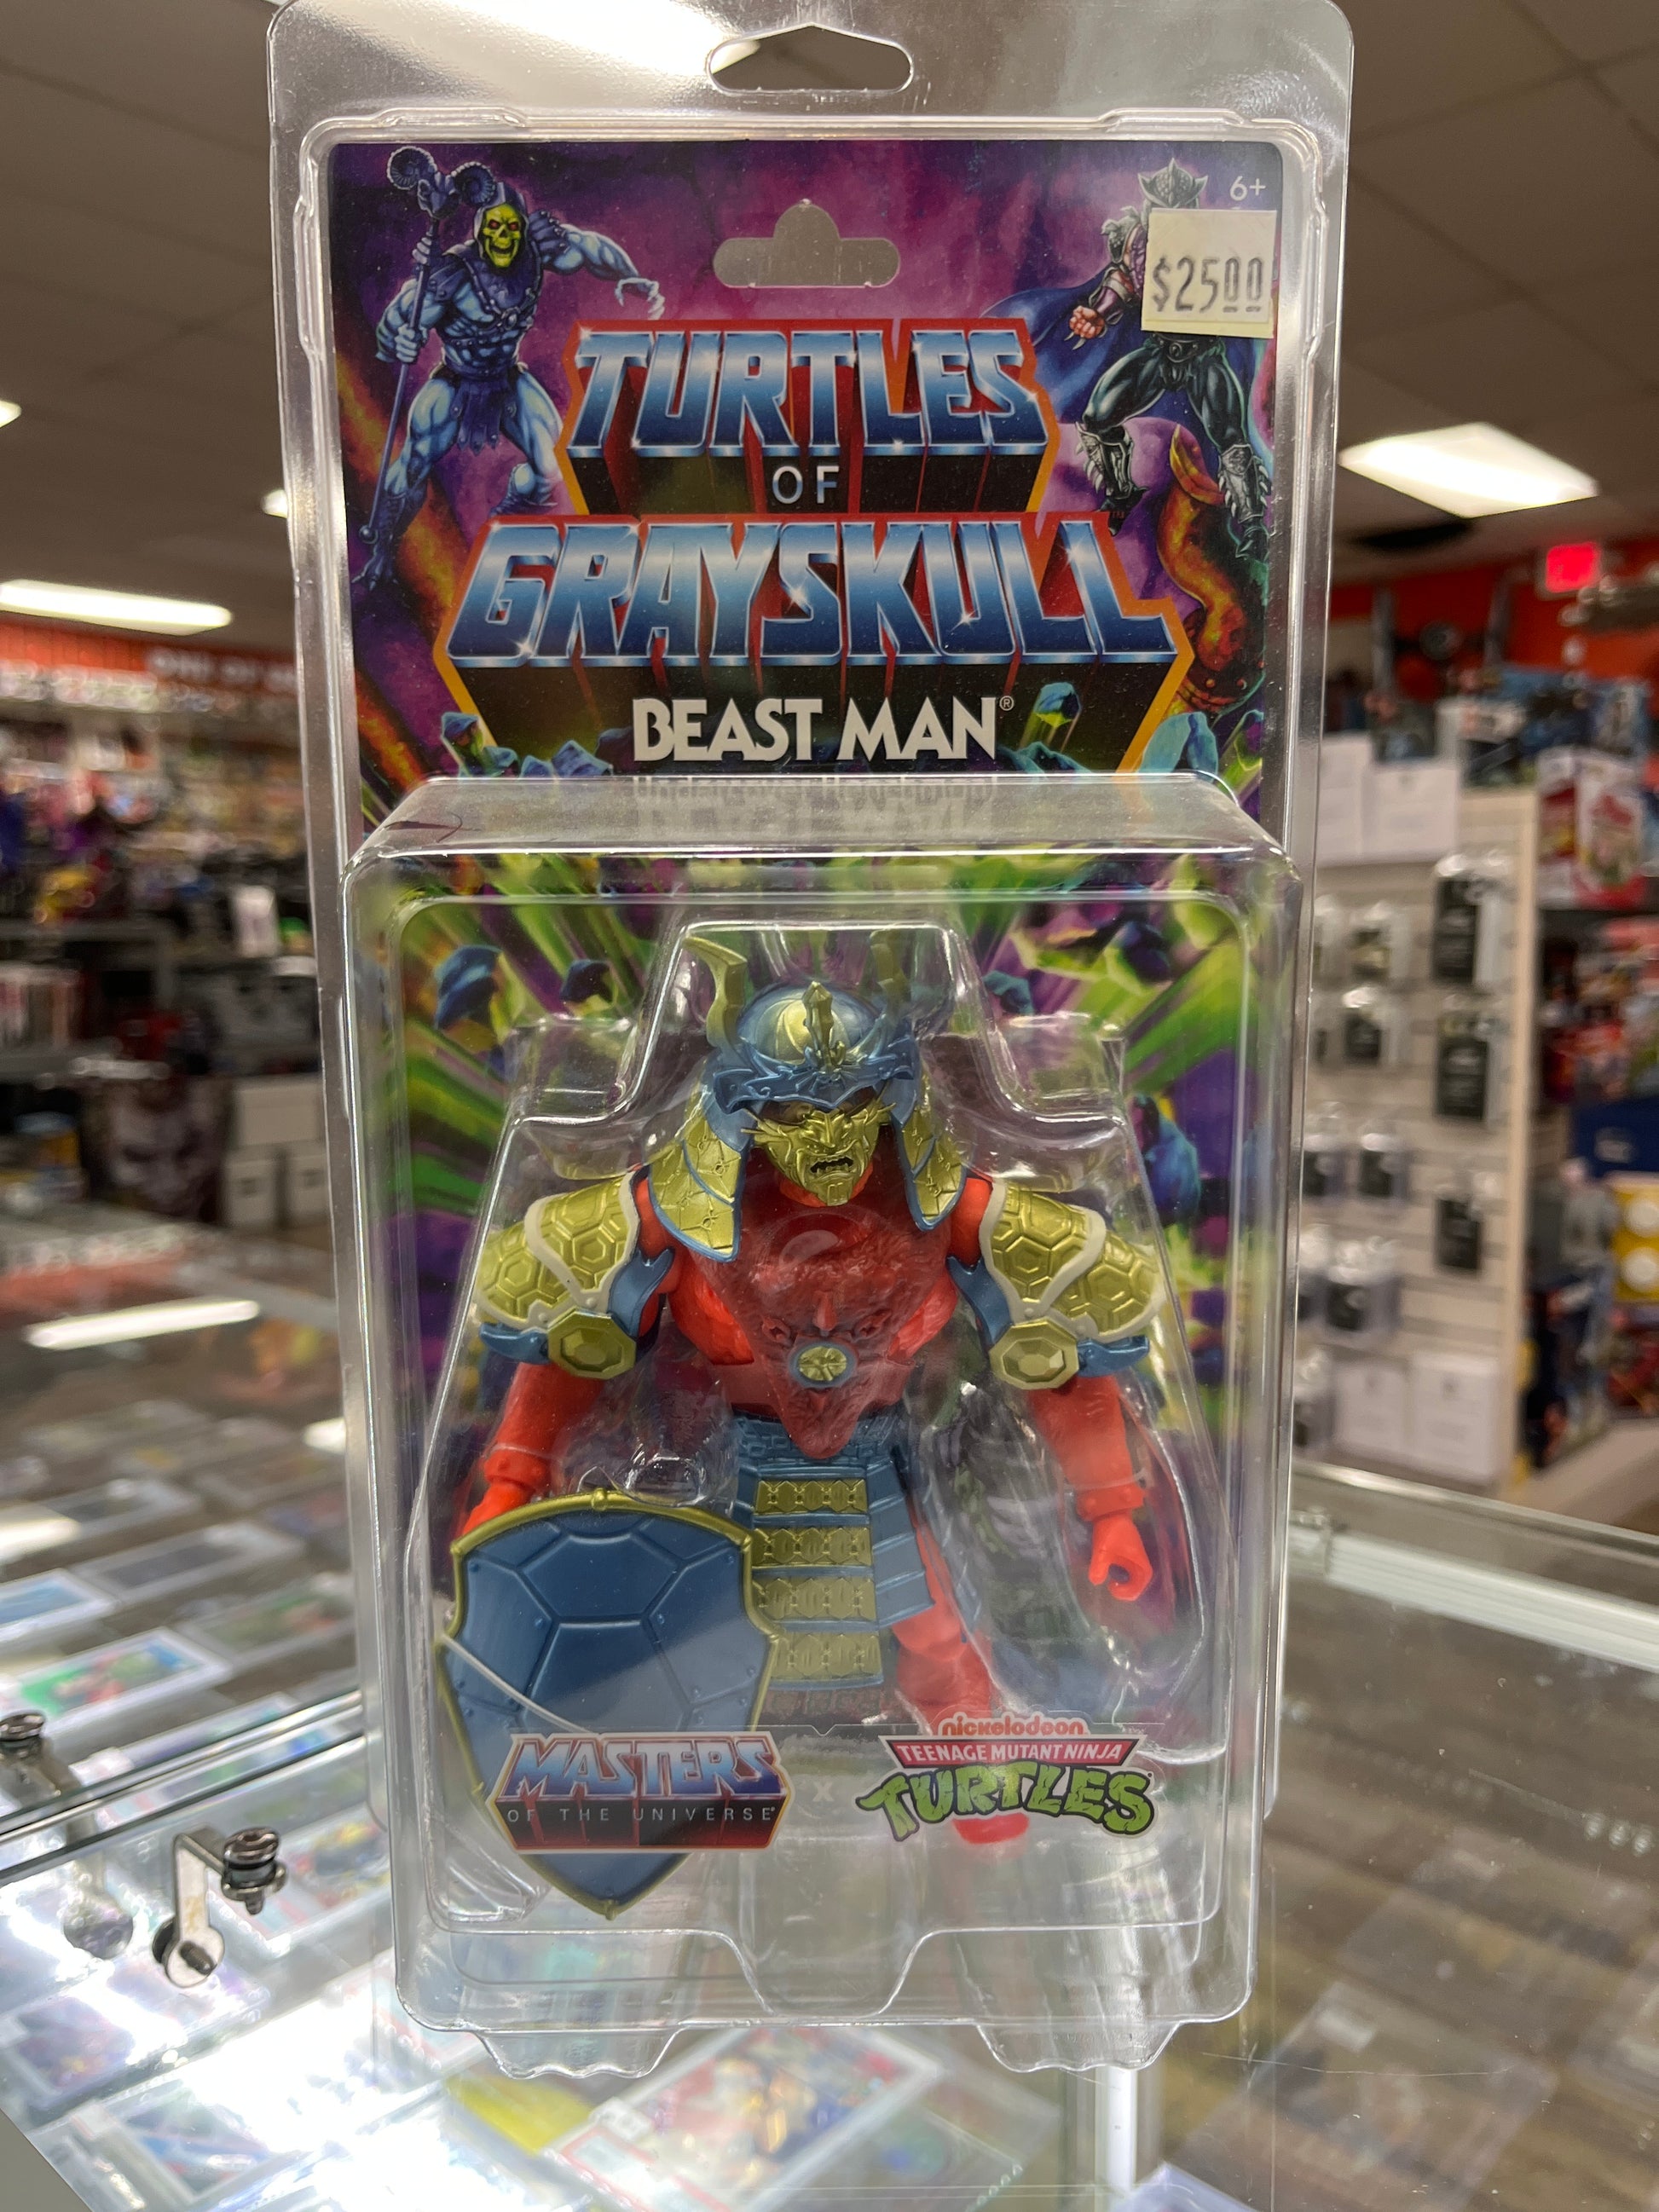 6+
$25.00
TURTLES
OF
GRAYSKULL
BEAST MAN®
MASTERS
OF THE UNIVERSE®
X
nickelodeon
TEENAGE MUTANT NINJA
TURTLES